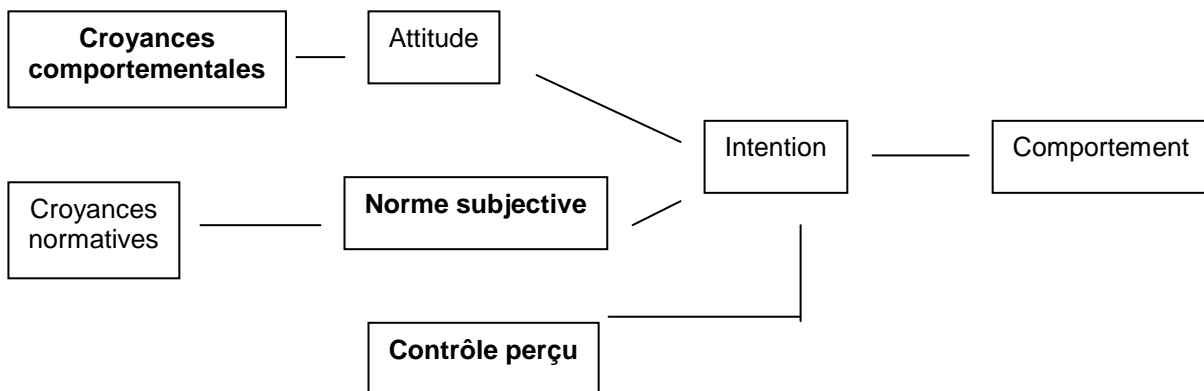 Croyances
comportementales
Attitude
Intention
Comportement
Croyances
normatives
Norme subjective
Contrôle perçu